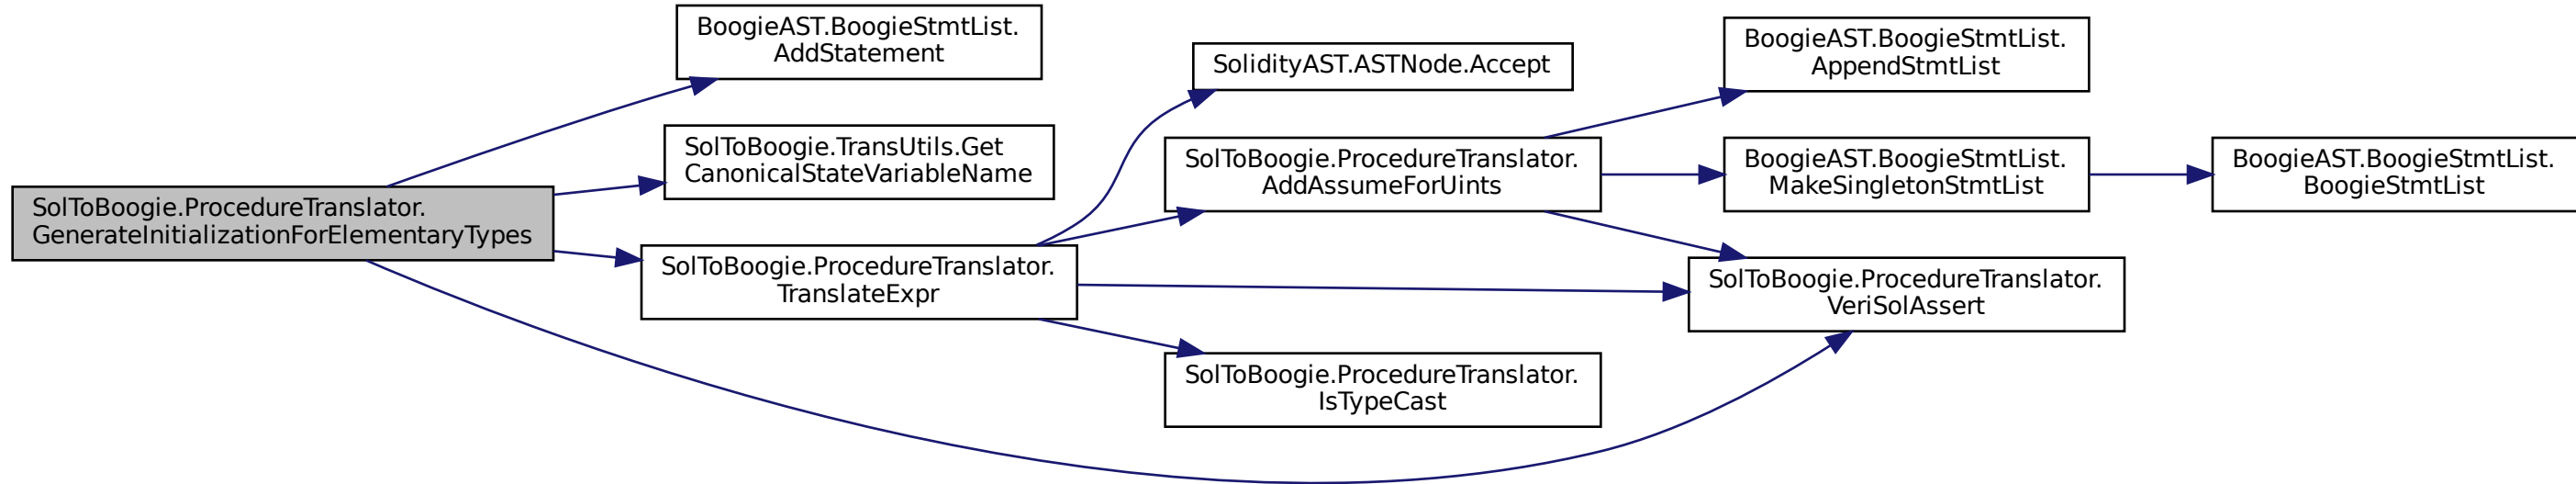 SolToBoogie.ProcedureTranslator.
GenerateInitializationForElementaryTypes
BoogieAST.BoogieStmtList.
AddStatement
SolToBoogie.TransUtils.Get
CanonicalStateVariableName
SolToBoogie.ProcedureTranslator.
TranslateExpr
SolidityAST.ASTNode.Accept
SolToBoogie.ProcedureTranslator.
AddAssumeForUints
SolToBoogie.ProcedureTranslator.
IsTypeCast
BoogieAST.BoogieStmtList.
AppendStmtList
BoogieAST.BoogieStmtList.
MakeSingletonStmtList
SolToBoogie.ProcedureTranslator.
VeriSolAssert
BoogieAST.BoogieStmtList.
BoogieStmtList